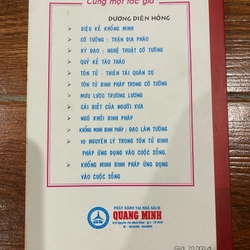 Cùng một tác giả
DƯƠNG DIÊN HỒNG
DIỆU KẾ KHỔNG MINH
CỜ TƯỚNG : TRẬN ĐỊA PHÁO
KỲ ĐẠO : NGHỆ THUẬT CỜ TƯỚNG
QUỶ KẾ TÀO THÁO
TÔN TỬ - THIÊN TÀI QUÂN SỰ
TÔN TỬ BINH PHÁP TRONG CỜ TƯỚNG
MƯU LƯỢC TRƯƠNG LƯƠNG
CÁI BIẾT CỦA NGƯỜI XƯA
NGÔ KHỞI BINH PHÁP
KHỔNG MINH BINH PHÁP : ĐẠO LÀM TƯỚNG
10 NGUYÊN LÝ TRONG TÔN TỬ BINH
PHÁP ỨNG DỤNG VÀO CUỘC SỐNG.
KHỔNG MINH BINH PHÁP ỨNG DỤNG
VÀO CUỘC SỐNG
PHÁT HÀNH TẠI NHÀ SÁCH
QUANG MINH
Giá: 20.000 đ